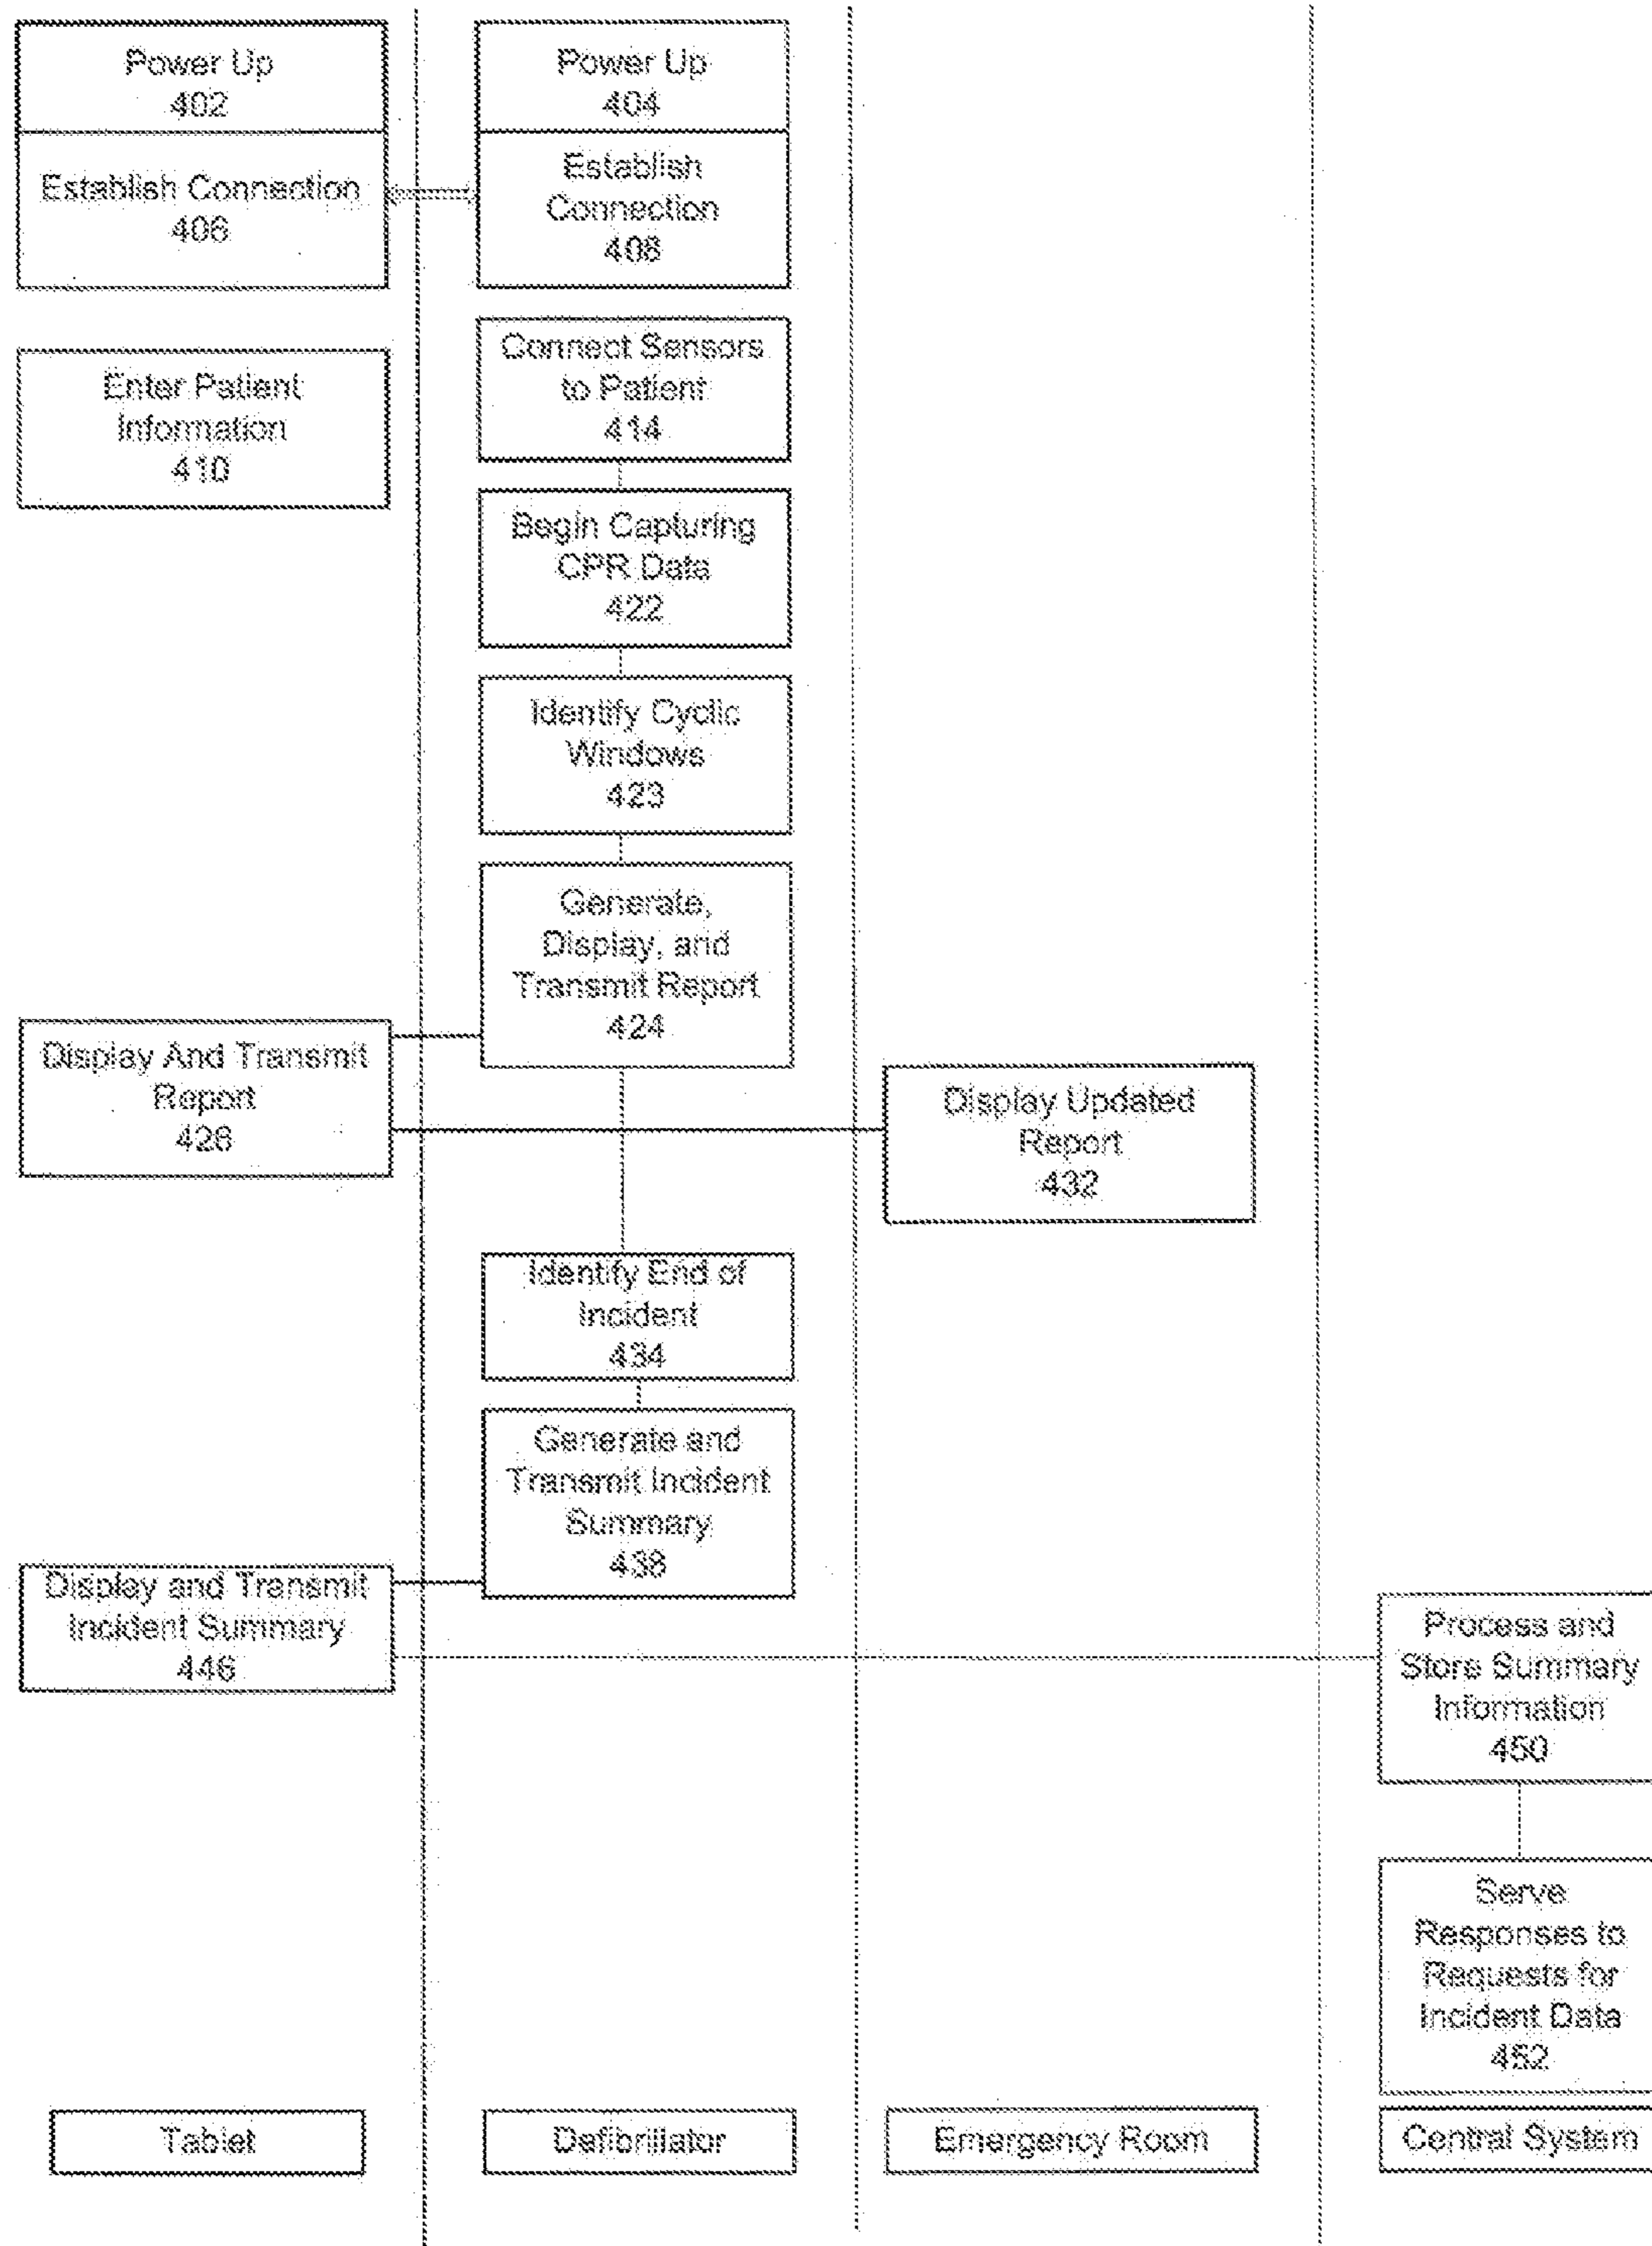 Power Up
402
Establish Connection
406
Enter Patient
Information
410
Power Up
404
Establish
Connection
408
Connect Sensors
to Patient
414
Begin Capturing
CPR Data
422
Identify Cyclic
Windows
423
Generate,
Display, and
Transmit Report
424
Display And Transmit
Report
428
Display Updated
Report
432
Identify End of
Incident
434
Generate and
Transmit Incident
Summary
438
Display and Transmit
Incident Summary
446
Process and
Store Summary
Information
450
Serve
Responses to
Requests for
Incident Data
452
Tablet
Defibrillator
Emergency Room
Central System